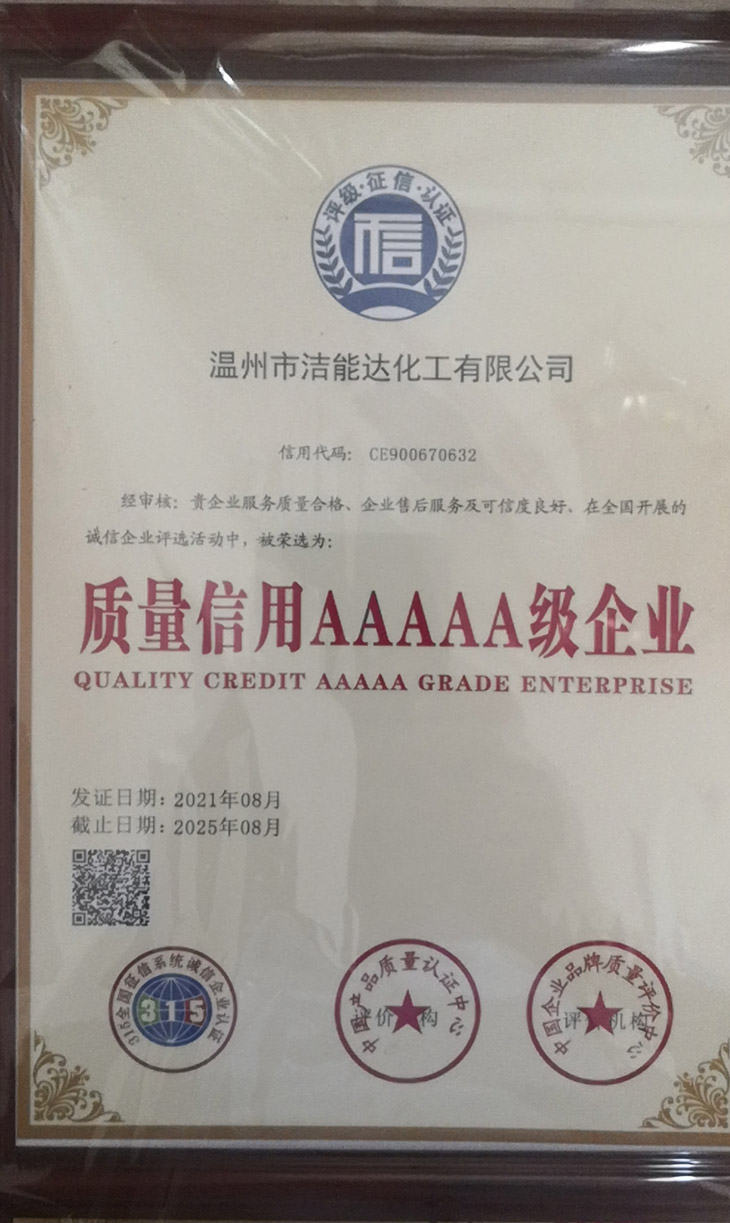 评级·征信·认证
信
温州市洁能达化工有限公司
信用代码: CE900670632
经审核: 贵企业服务质量合格、企业售后服务及可信度良好、在全国开展的
诚信企业评选活动中, 被荣选为:
质量信用AAAAA级企业
QUALITY CREDIT AAAAA GRADE ENTERPRISE
发证日期: 2021年08月
截止日期: 2025年08月
315全国征信系统诚信企业认证
315
中国产品质量认证中心
中国企业品牌质量评价中心